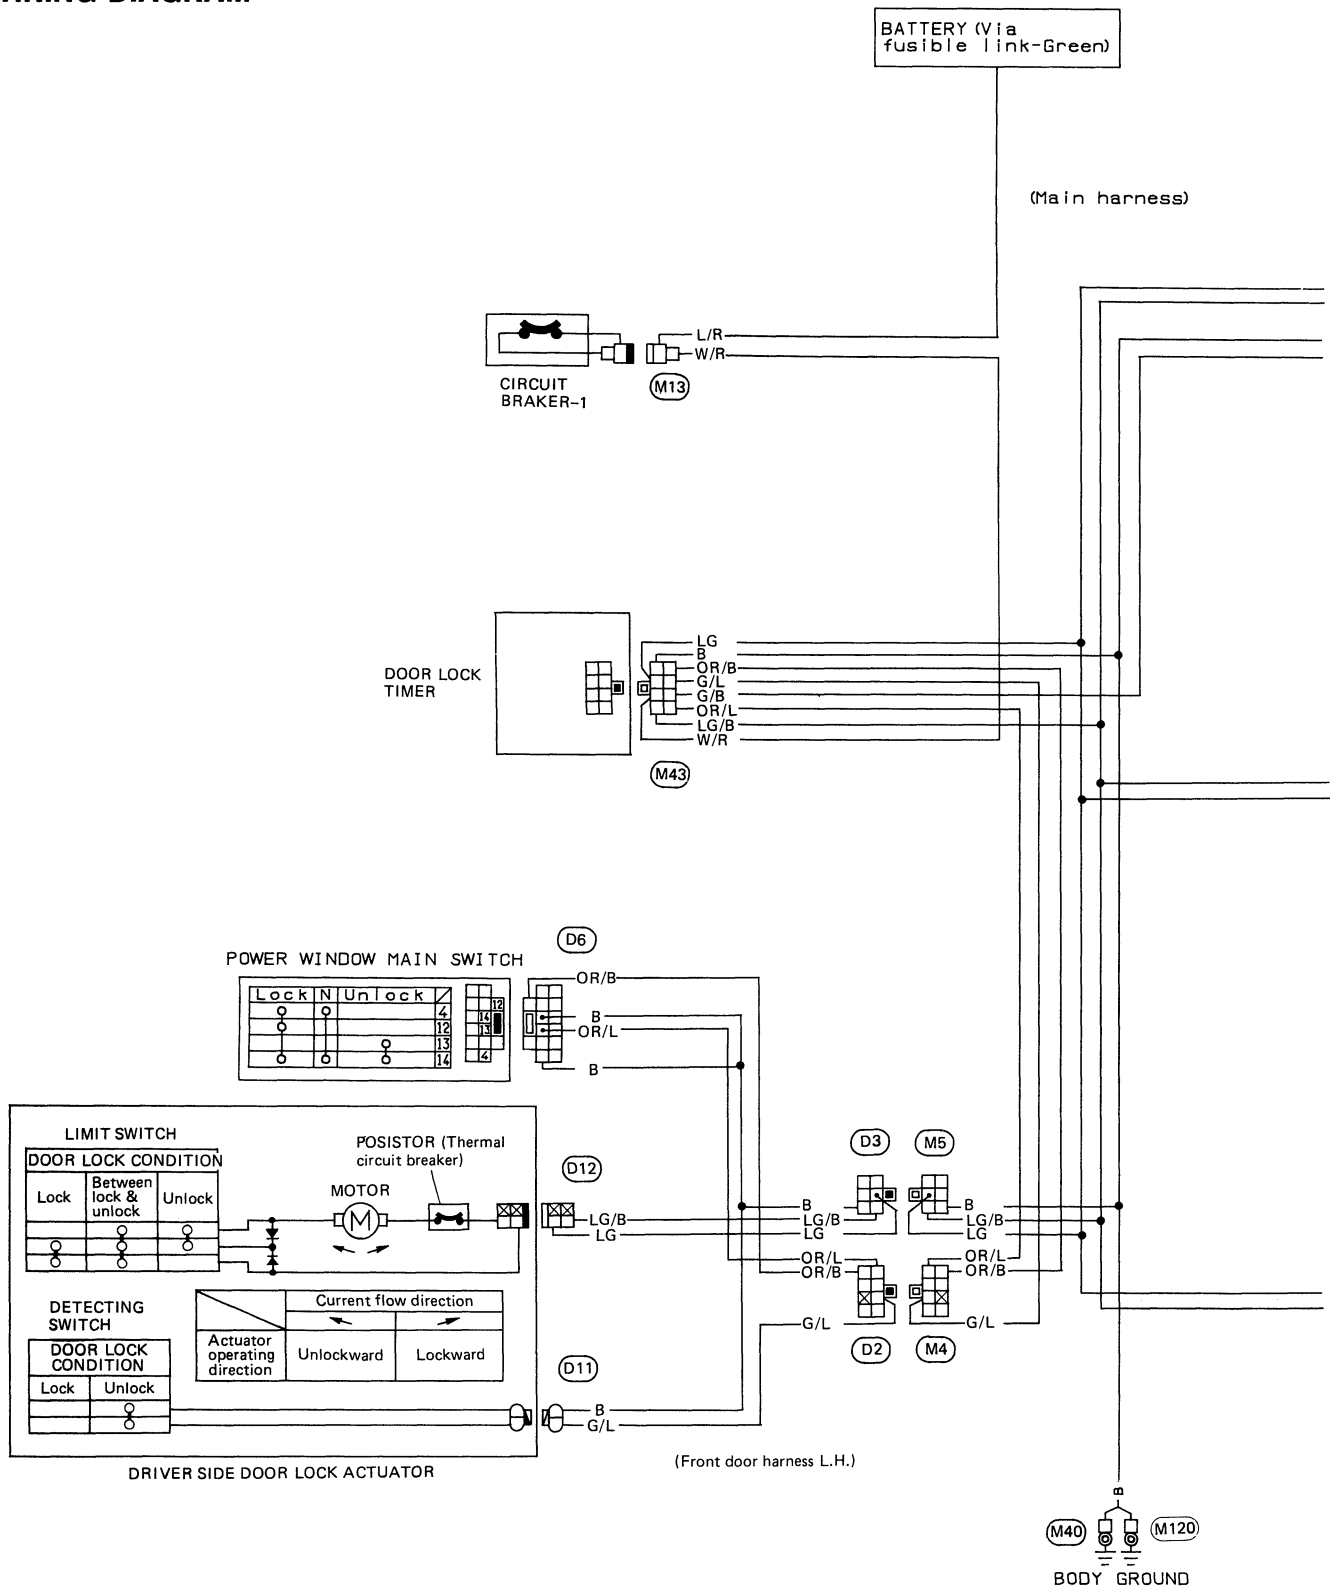 BATTERY (Via
fusible link-Green)
(Main harness)
L/R
W/R
CIRCUIT
BRAKER-1
M13
DOOR LOCK
TIMER
LG
B
OR/B
G/L
G/B
OR/L
LG/B
W/R
M43
D6
POWER WINDOW MAIN SWITCH
Lock N Unlock
4
12
13
14
12
14
13
4
OR/B
B
OR/L
B
LIMIT SWITCH
DOOR LOCK CONDITION
Lock
Between
lock &
unlock
Unlock
POSISTOR (Thermal
circuit breaker)
MOTOR
M
D12
LG/B
LG
D3
M5
B
LG/B
LG
B
LG/B
LG
OR/L
OR/B
OR/L
OR/B
G/L
G/L
D2
M4
Current flow direction
Actuator
operating
direction
Unlockward
Lockward
DETECTING
SWITCH
DOOR LOCK
CONDITION
Lock
Unlock
D11
B
G/L
DRIVER SIDE DOOR LOCK ACTUATOR
(Front door harness L.H.)
B
M40
M120
BODY GROUND